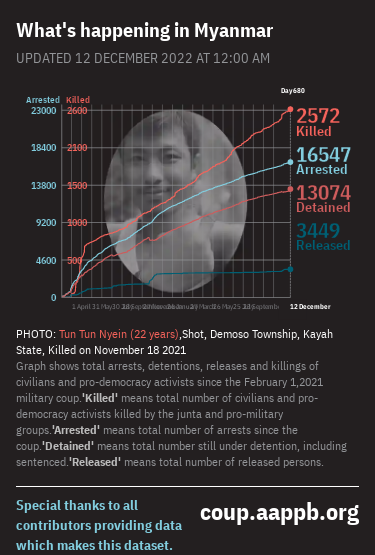 What's happening in Myanmar
UPDATED 12 DECEMBER 2022 AT 12:00 AM
Day680
Arrested Killed
23000 2600
2572
Killed
18400 2100
16547
Arrested
13800 1500
13074
Detained
9200 1000
3449
Released
4600 500
0
12 December
PHOTO: Tun Tun Nyein (22 years),Shot, Demoso Township, Kayah
State, Killed on November 18 2021
Graph shows total arrests, detentions, releases and killings of
civilians and pro-democracy activists since the February 1,2021
military coup.'Killed' means total number of civilians and pro-
democracy activists killed by the junta and pro-military
groups.'Arrested' means total number of arrests since the
coup.'Detained' means total number still under detention, including
sentenced.'Released' means total number of released persons.
Special thanks to all
contributors providing data
which makes this dataset.
coup.aappb.org